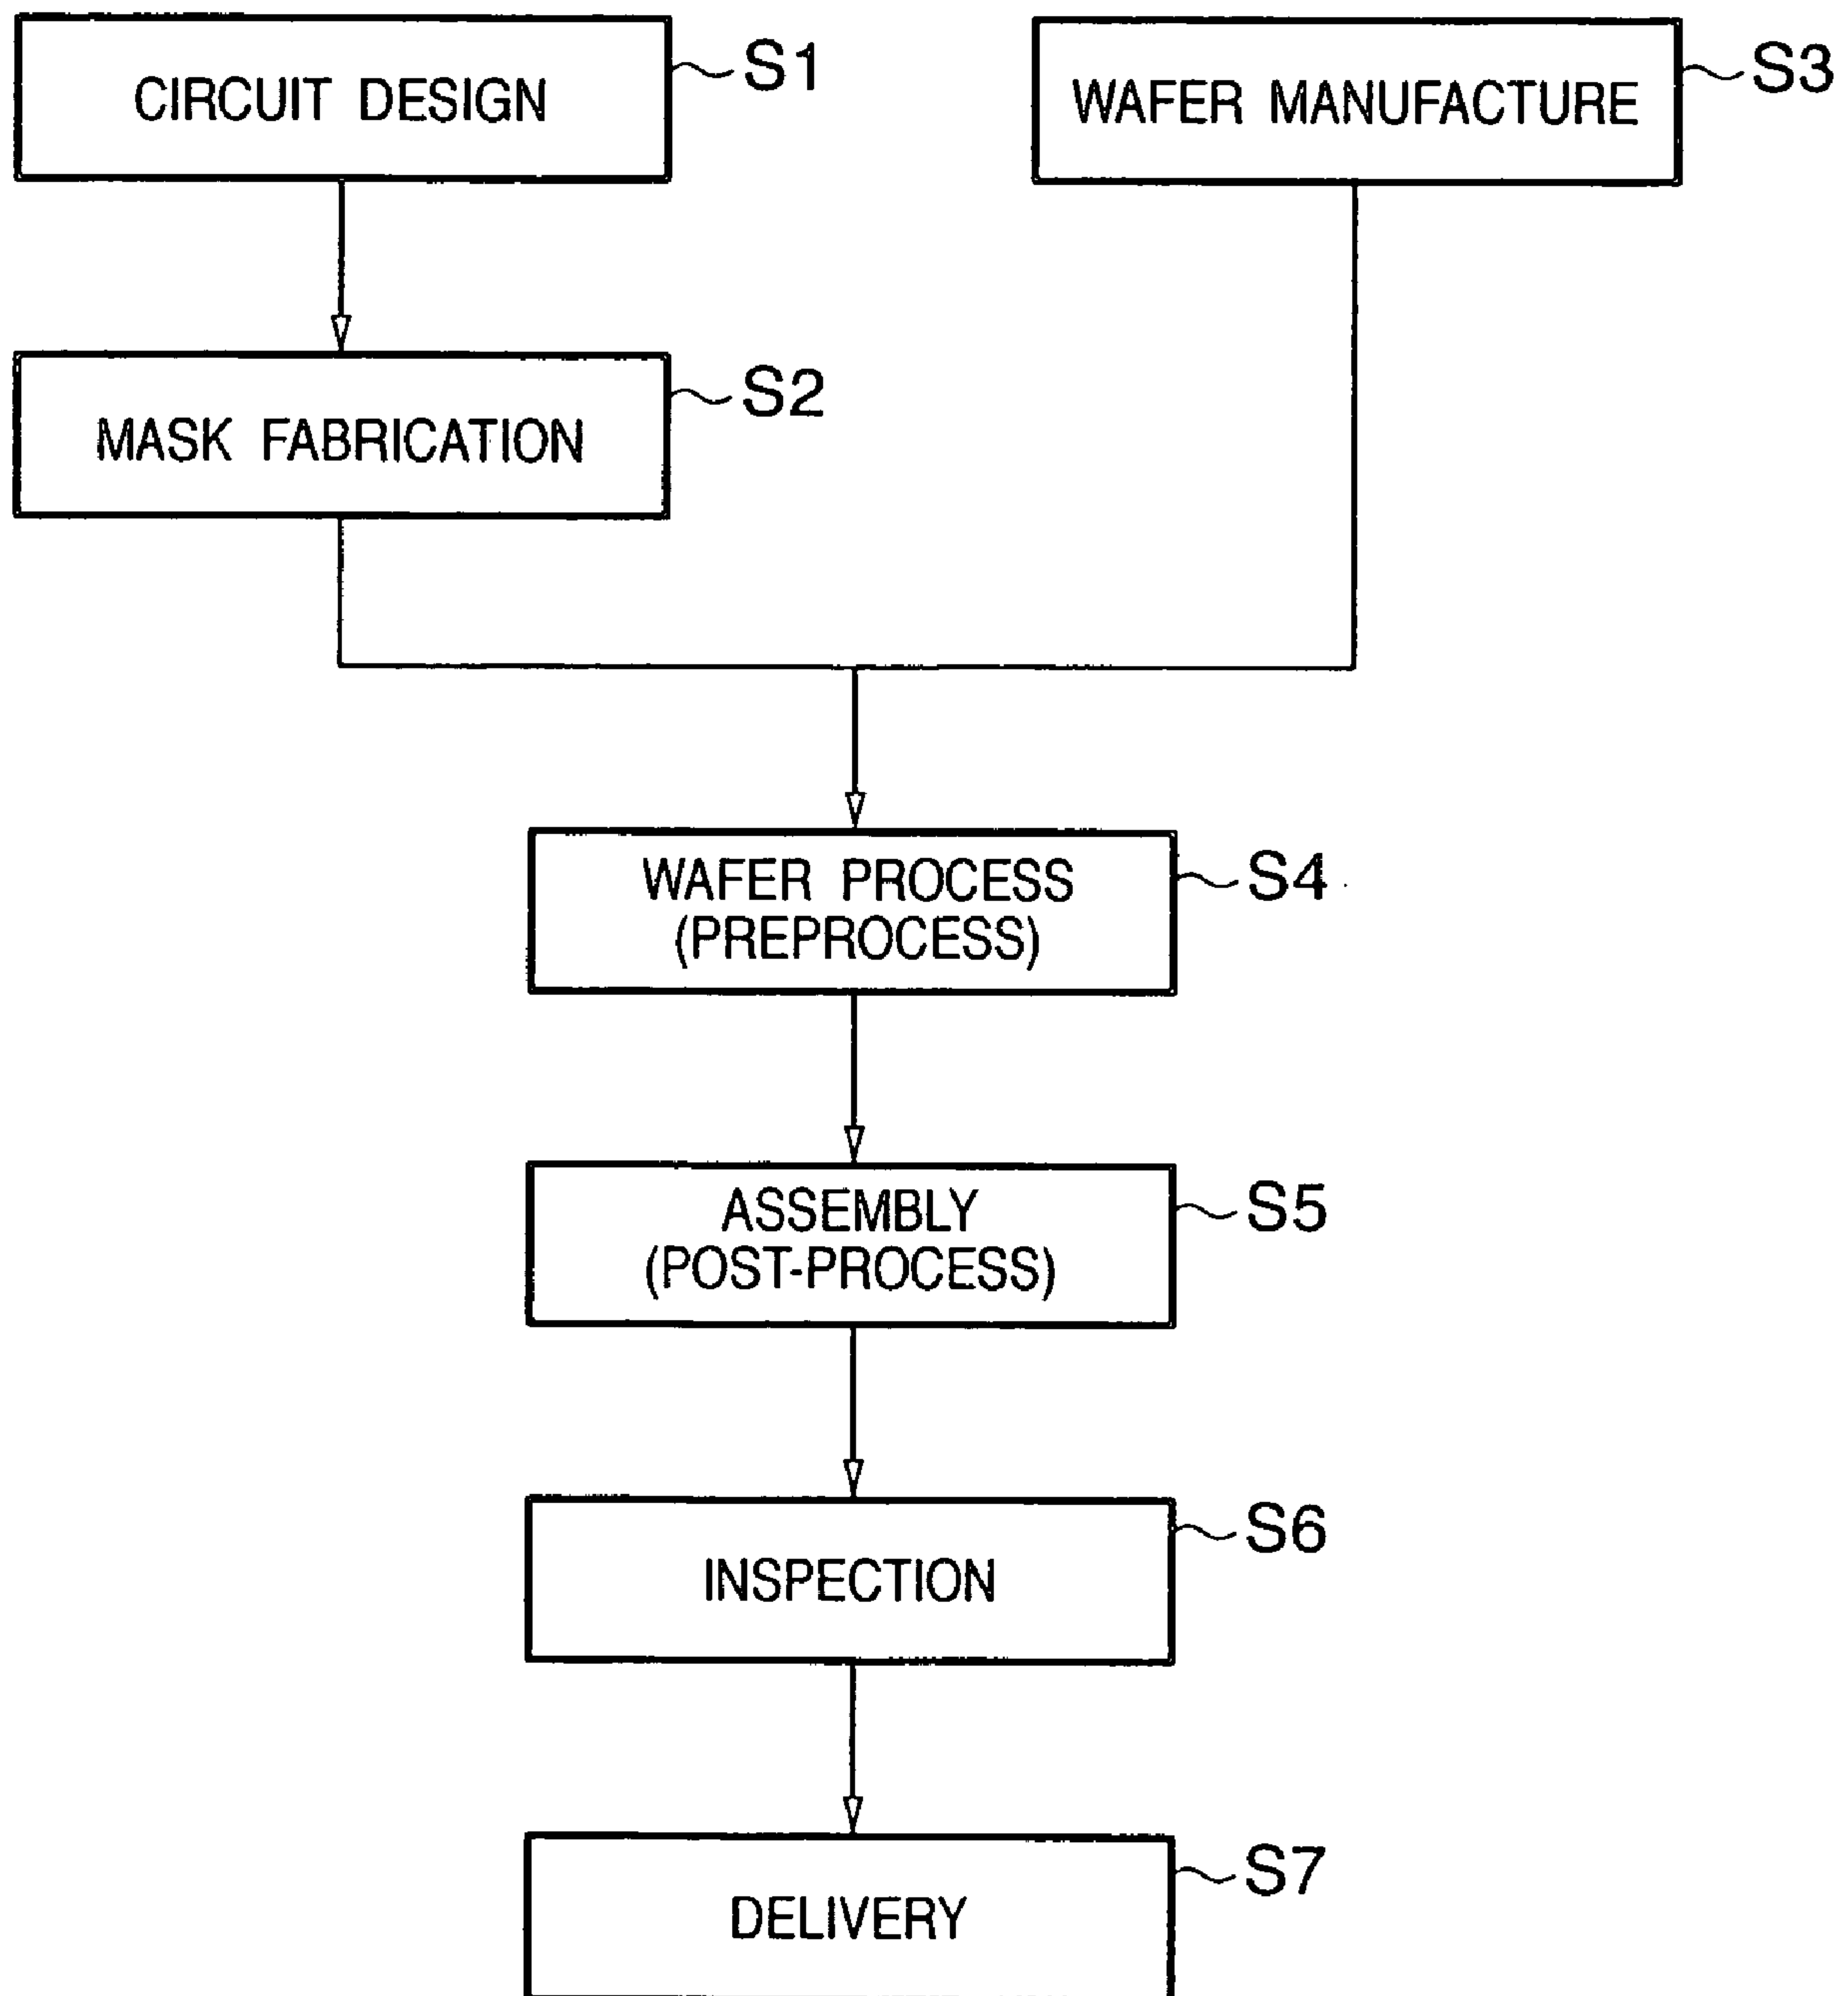 CIRCUIT DESIGN
S1
WAFER MANUFACTURE
S3
MASK FABRICATION
S2
WAFER PROCESS
(PREPROCESS)
S4
ASSEMBLY
(POST-PROCESS)
S5
INSPECTION
S6
DELIVERY
S7